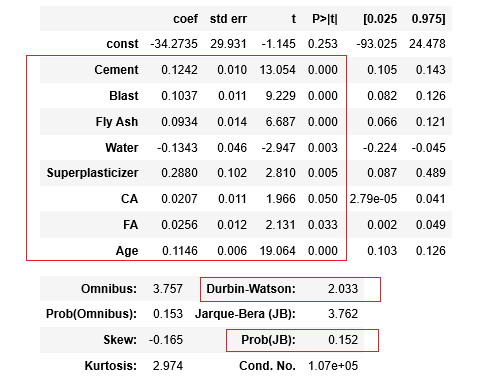 coef std err t P>|t| [0.025 0.975]
const -34.2735 29.931 -1.145 0.253 -93.025 24.478
Cement 0.1242 0.010 13.054 0.000 0.105 0.143
Blast 0.1037 0.011 9.229 0.000 0.082 0.126
Fly Ash 0.0934 0.014 6.687 0.000 0.066 0.121
Water -0.1343 0.046 -2.947 0.003 -0.224 -0.045
Superplasticizer 0.2880 0.102 2.810 0.005 0.087 0.489
CA 0.0207 0.011 1.966 0.050 2.79e-05 0.041
FA 0.0256 0.012 2.131 0.033 0.002 0.049
Age 0.1146 0.006 19.064 0.000 0.103 0.126
Omnibus: 3.757 Durbin-Watson: 2.033
Prob(Omnibus): 0.153 Jarque-Bera (JB): 3.762
Skew: -0.165 Prob(JB): 0.152
Kurtosis: 2.974 Cond. No. 1.07e+05